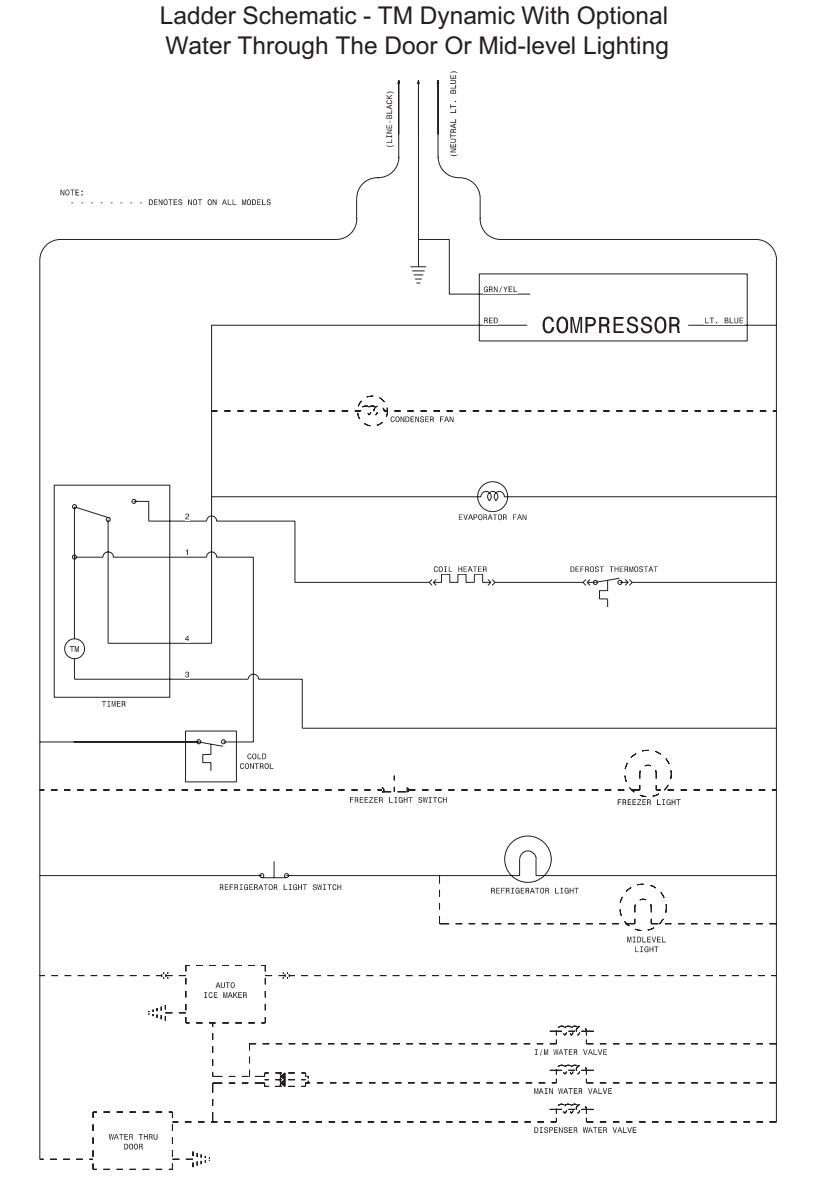 Ladder Schematic - TM Dynamic With Optional
Water Through The Door Or Mid-level Lighting
(LINE-BLACK)
(NEUTRAL LT. BLUE)
NOTE:
- - - - - - - - DENOTES NOT ON ALL MODELS
GRN/YEL
RED
COMPRESSOR
LT. BLUE
CONDENSER FAN
EVAPORATOR FAN
2
1
COIL HEATER
DEFROST THERMOSTAT
4
TM
3
TIMER
COLD
CONTROL
FREEZER LIGHT SWITCH
FREEZER LIGHT
REFRIGERATOR LIGHT SWITCH
REFRIGERATOR LIGHT
MIDLEVEL
LIGHT
AUTO
ICE MAKER
I/M WATER VALVE
MAIN WATER VALVE
DISPENSER WATER VALVE
WATER THRU
DOOR